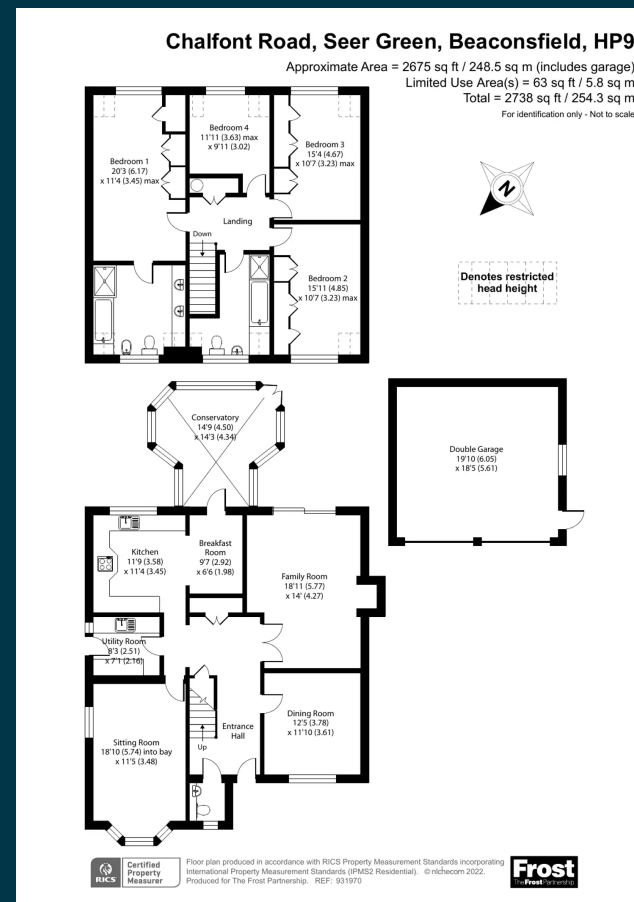 Chalfont Road, Seer Green, Beaconsfield, HP9
Approximate Area = 2675 sq ft / 248.5 sq m (includes garage)
Limited Use Area(s) = 63 sq ft / 5.8 sq m
Total = 2738 sq ft / 254.3 sq m
For identification only - Not to scale
Bedroom 4
11'11 (3.63) max
x 9'11 (3.02)
Bedroom 3
15'4 (4.67)
x 10'7 (3.23) max
Bedroom 1
20'3 (6.17)
x 11'4 (3.45) max
N
Landing
Down
Bedroom 2
15'11 (4.85)
x 10'7 (3.23) max
Denotes restricted
head height
Conservatory
14'9 (4.50)
x 14'3 (4.34)
Double Garage
19'10 (6.05)
x 18'5 (5.61)
Kitchen
11'9 (3.58)
x 11'4 (3.45)
Breakfast
Room
9'7 (2.92)
x 6'6 (1.98)
Family Room
18'11 (5.77)
x 14' (4.27)
Utility Room
8'3 (2.51)
x 7'1 (2.16)
Dining Room
12'5 (3.78)
x 11'10 (3.61)
Entrance
Hall
Up
Sitting Room
18'10 (5.74) into bay
x 11'5 (3.48)
RICS
Certified
Property
Measurer
Floor plan produced in accordance with RICS Property Measurement Standards incorporating
International Property Measurement Standards (IPMS2 Residential). © nichecom 2022.
Produced for The Frost Partnership. REF: 931970
Frost
The Frost Partnership